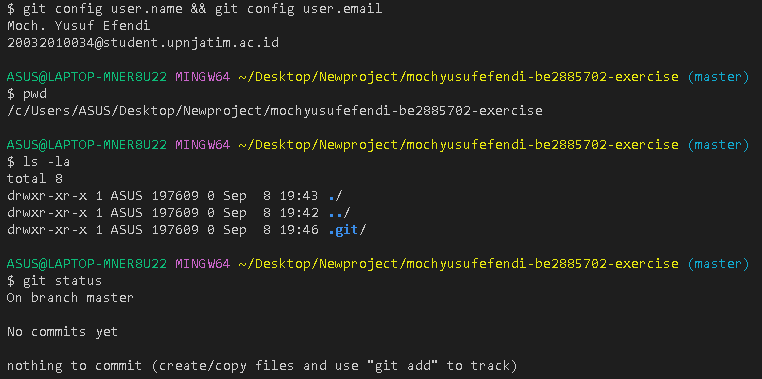 $ git config user.name && git config user.email
Moch. Yusuf Efendi
20032010034@student.upnjatim.ac.id
ASUS@LAPTOP-MNER8U22 MINGW64 ~/Desktop/Newproject/mochyusufefendi-be2885702-exercise (master)
$ pwd
/c/Users/ASUS/Desktop/Newproject/mochyusufefendi-be2885702-exercise
ASUS@LAPTOP-MNER8U22 MINGW64 ~/Desktop/Newproject/mochyusufefendi-be2885702-exercise (master)
$ ls -la
total 8
drwxr-xr-x 1 ASUS 197609 0 Sep  8 19:43 ./
drwxr-xr-x 1 ASUS 197609 0 Sep  8 19:42 ../
drwxr-xr-x 1 ASUS 197609 0 Sep  8 19:46 .git/
ASUS@LAPTOP-MNER8U22 MINGW64 ~/Desktop/Newproject/mochyusufefendi-be2885702-exercise (master)
$ git status
On branch master
No commits yet
nothing to commit (create/copy files and use "git add" to track)